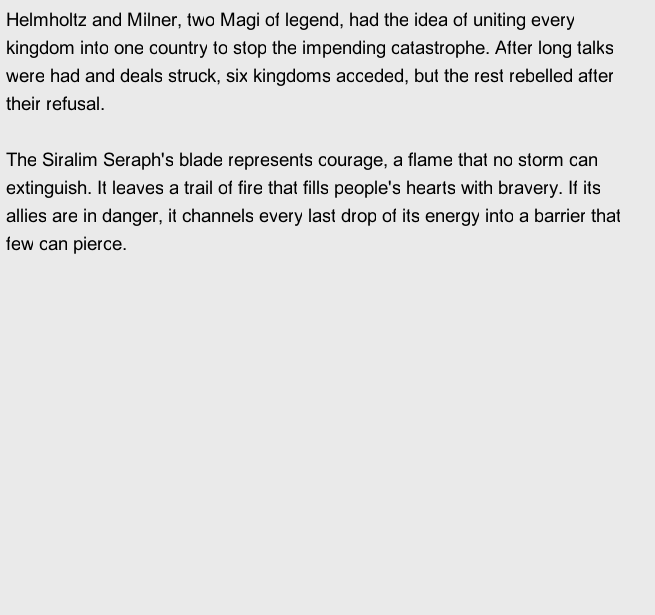 Helmholtz and Milner, two Magi of legend, had the idea of uniting every
kingdom into one country to stop the impending catastrophe. After long talks
were had and deals struck, six kingdoms acceded, but the rest rebelled after
their refusal.

The Siralim Seraph's blade represents courage, a flame that no storm can
extinguish. It leaves a trail of fire that fills people's hearts with bravery. If its
allies are in danger, it channels every last drop of its energy into a barrier that
few can pierce.